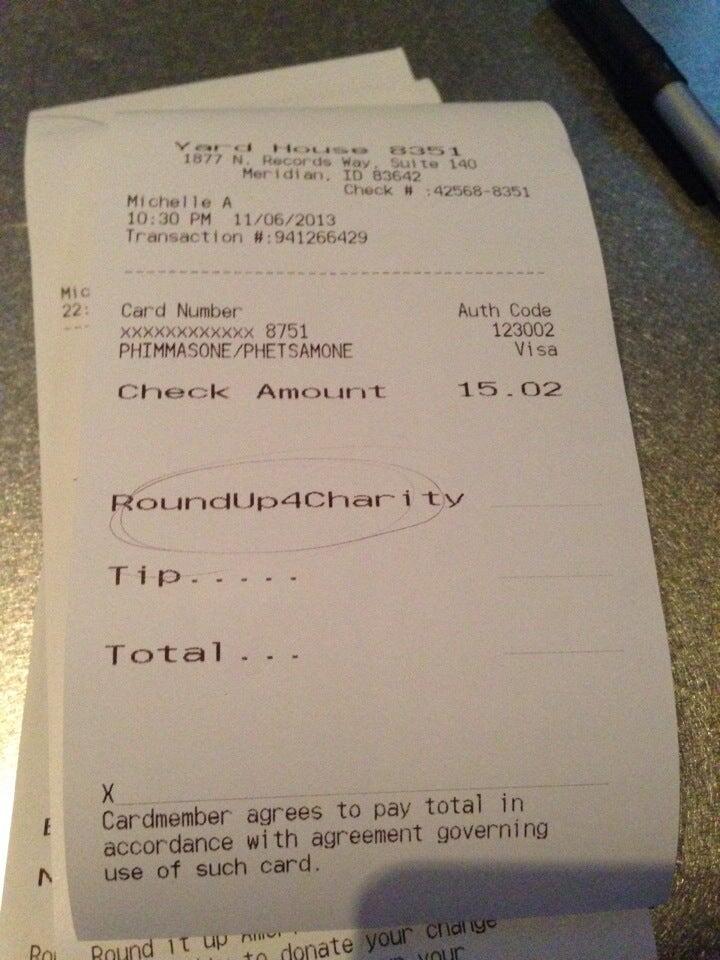 Yard House 8351
1877 N. Records Way, Suite 140
Meridian, ID 83642
Check # :42568-8351
Michelle A
10:30 PM 11/06/2013
Transaction #:941266429
Mic
22:
Card Number Auth Code
xxxxxxxxxxxx 8751 123002
PHIMMASONE/PHETSAMONE Visa
Check Amount 15.02
RoundUp4Charity
Tip.....
Total...
X
Cardmember agrees to pay total in
accordance with agreement governing
use of such card.
Round it up
to donate your change
your